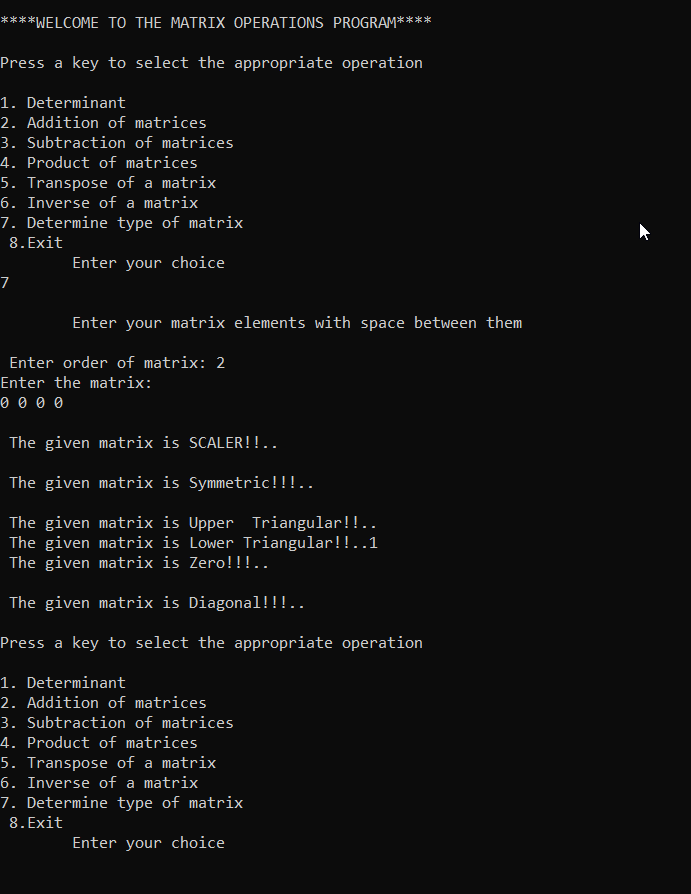 ****WELCOME TO THE MATRIX OPERATIONS PROGRAM****
Press a key to select the appropriate operation
1. Determinant
2. Addition of matrices
3. Subtraction of matrices
4. Product of matrices
5. Transpose of a matrix
6. Inverse of a matrix
7. Determine type of matrix
8.Exit
Enter your choice
7
Enter your matrix elements with space between them
Enter order of matrix: 2
Enter the matrix:
0 0 0 0
The given matrix is SCALER!!..
The given matrix is Symmetric!!!..
The given matrix is Upper  Triangular!!..
The given matrix is Lower Triangular!!..1
The given matrix is Zero!!!..
The given matrix is Diagonal!!!..
Press a key to select the appropriate operation
1. Determinant
2. Addition of matrices
3. Subtraction of matrices
4. Product of matrices
5. Transpose of a matrix
6. Inverse of a matrix
7. Determine type of matrix
8.Exit
Enter your choice